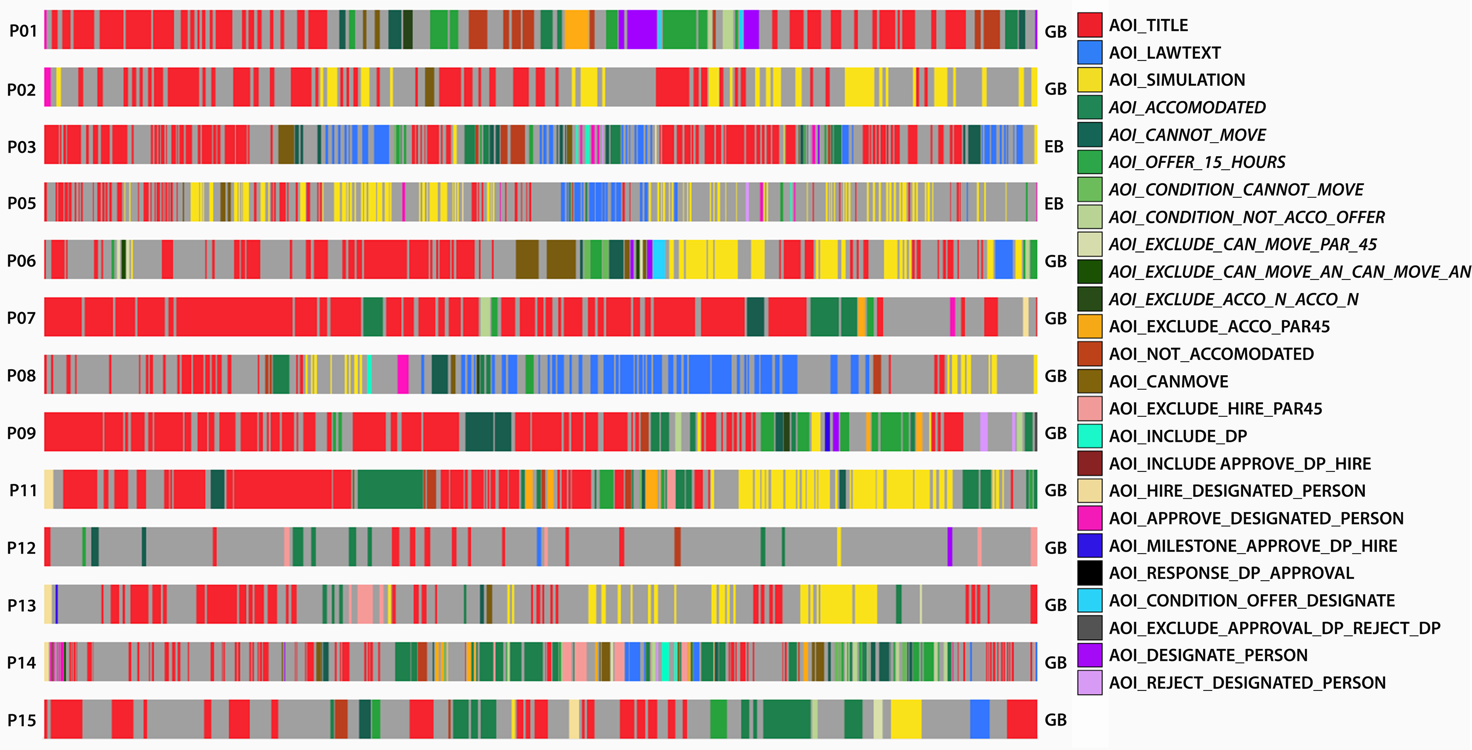 P01 GB
P02 GB
P03 EB
P05 EB
P06 GB
P07 GB
P08 GB
P09 GB
P11 GB
P12 GB
P13 GB
P14 GB
P15 GB
AOI_TITLE
AOI_LAWTEXT
AOI_SIMULATION
AOI_ACCOMODATED
AOI_CANNOT_MOVE
AOI_OFFER_15_HOURS
AOI_CONDITION_CANNOT_MOVE
AOI_CONDITION_NOT_ACCO_OFFER
AOI_EXCLUDE_CAN_MOVE_PAR_45
AOI_EXCLUDE_CAN_MOVE_AN_CAN_MOVE_AN
AOI_EXCLUDE_ACCO_N_ACCO_N
AOI_EXCLUDE_ACCO_PAR45
AOI_NOT_ACCOMODATED
AOI_CANMOVE
AOI_EXCLUDE_HIRE_PAR45
AOI_INCLUDE_DP
AOI_INCLUDE APPROVE_DP_HIRE
AOI_HIRE_DESIGNATED_PERSON
AOI_APPROVE_DESIGNATED_PERSON
AOI_MILESTONE_APPROVE_DP_HIRE
AOI_RESPONSE_DP_APPROVAL
AOI_CONDITION_OFFER_DESIGNATE
AOI_EXCLUDE_APPROVAL_DP_REJECT_DP
AOI_DESIGNATE_PERSON
AOI_REJECT_DESIGNATED_PERSON